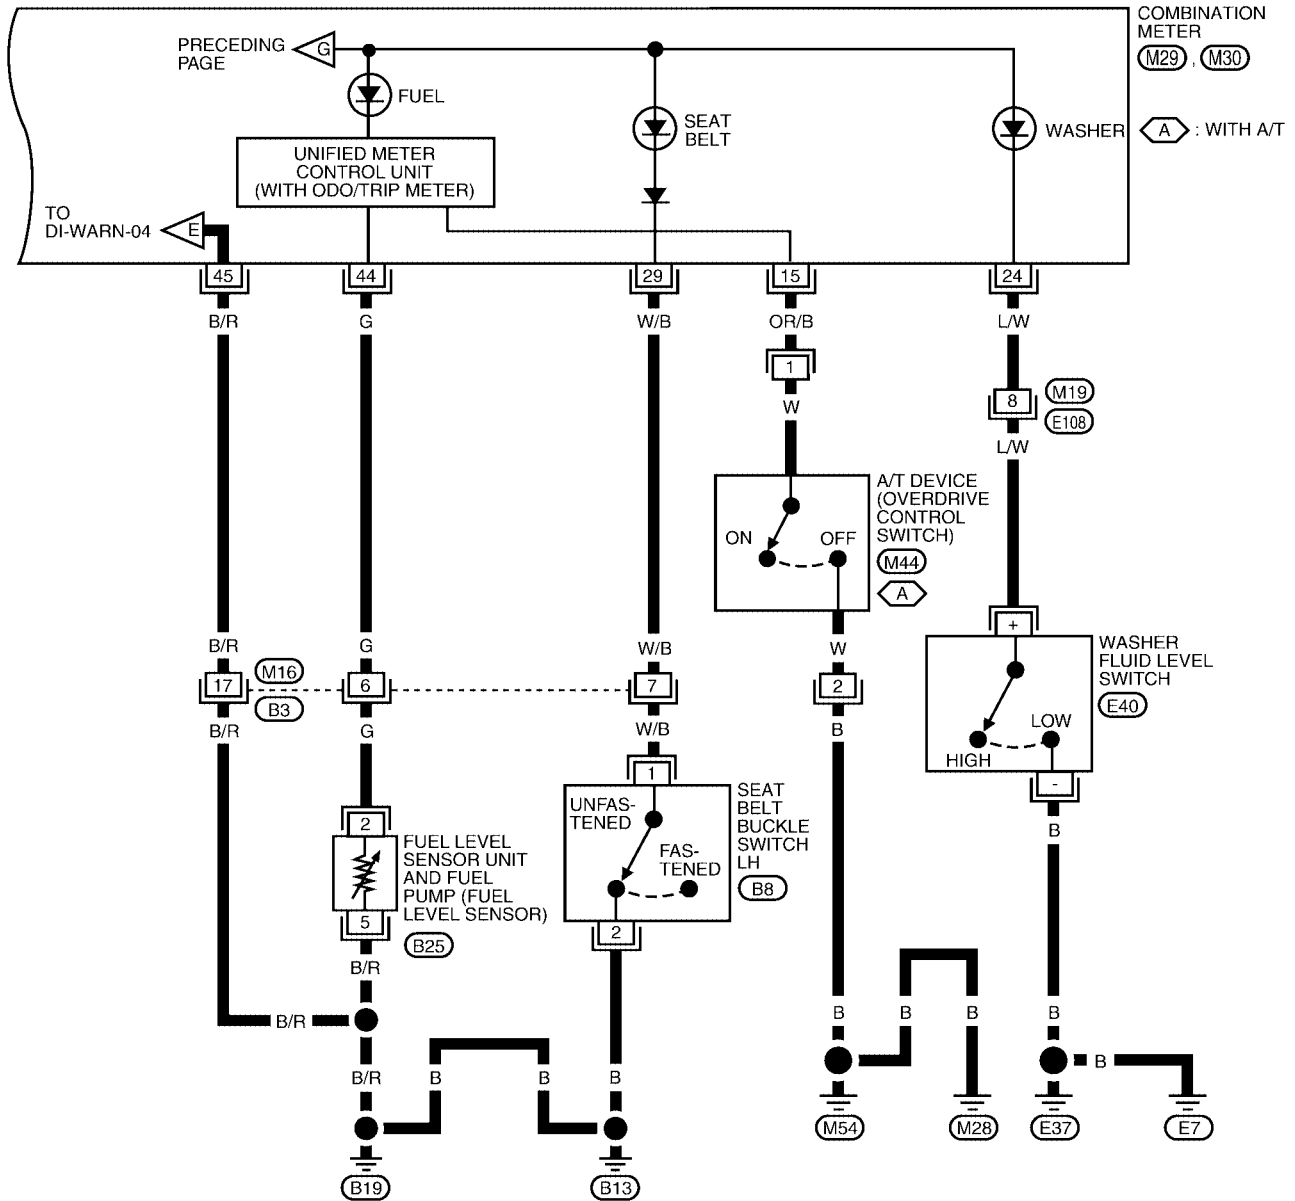 COMBINATION
METER
M29 , M30
PRECEDING
PAGE
G
FUEL
SEAT
BELT
WASHER
A : WITH A/T
UNIFIED METER
CONTROL UNIT
(WITH ODO/TRIP METER)
TO
DI-WARN-04
E
45
44
29
15
24
B/R
G
W/B
OR/B
L/W
1
W
8
M19
E108
L/W
A/T DEVICE
(OVERDRIVE
CONTROL
SWITCH)
M44
A
ON
OFF
+
B/R
G
W/B
W
WASHER
FLUID LEVEL
SWITCH
E40
M16
B3
17
6
7
2
B/R
G
W/B
B
LOW
HIGH
-
1
UNFAS-
TENED
FAS-
TENED
SEAT
BELT
BUCKLE
SWITCH
LH
B8
2
2
FUEL LEVEL
SENSOR UNIT
AND FUEL
PUMP (FUEL
LEVEL SENSOR)
B25
5
B
B/R
B/R
B
B
B
B
B
B/R
B
B
B
M54
M28
E37
E7
B19
B13